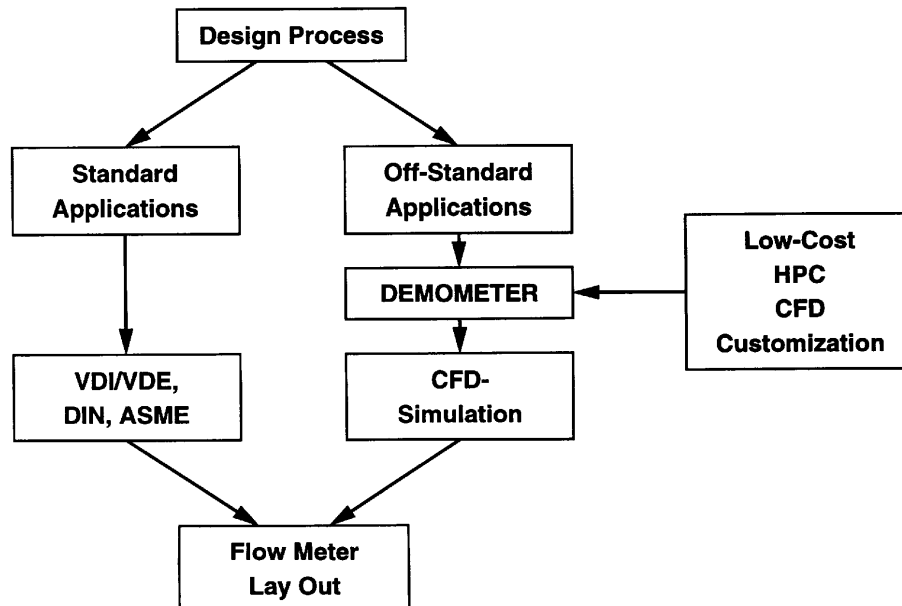 Design Process
Standard
Applications
Off-Standard
Applications
Low-Cost
HPC
CFD
Customization
DEMOMETER
VDI/VDE,
DIN, ASME
CFD-
Simulation
Flow Meter
Lay Out